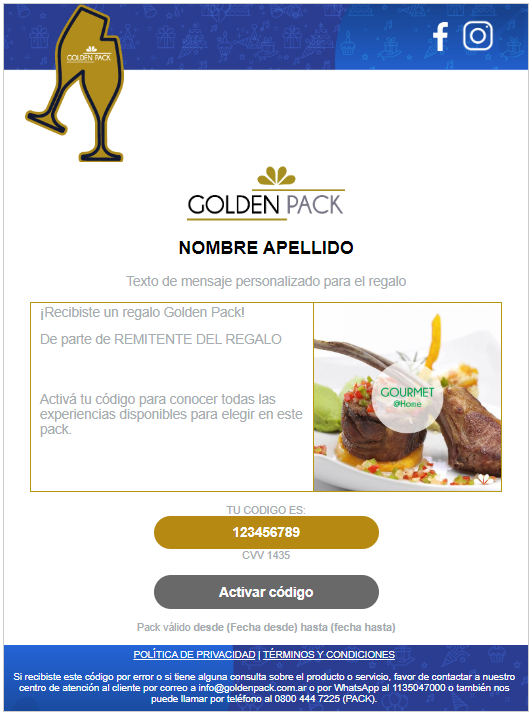 GOLDEN PACK
GOLDEN PACK
NOMBRE APELLIDO
Texto de mensaje personalizado para el regalo
¡Recibiste un regalo Golden Pack!
De parte de REMITENTE DEL REGALO
Activá tu código para conocer todas las
experiencias disponibles para elegir en este
pack.
GOURMET
@Home
TU CODIGO ES:
123456789
CVV 1435
Activar código
Pack válido desde (Fecha desde) hasta (fecha hasta)
POLÍTICA DE PRIVACIDAD | TÉRMINOS Y CONDICIONES
Si recibiste este código por error o si tiene alguna consulta sobre el producto o servicio, favor de contactar a nuestro
centro de atención al cliente por correo a info@goldenpack.com.ar o por WhatsApp al 1135047000 o también nos
puede llamar por teléfono al 0800 444 7225 (PACK).